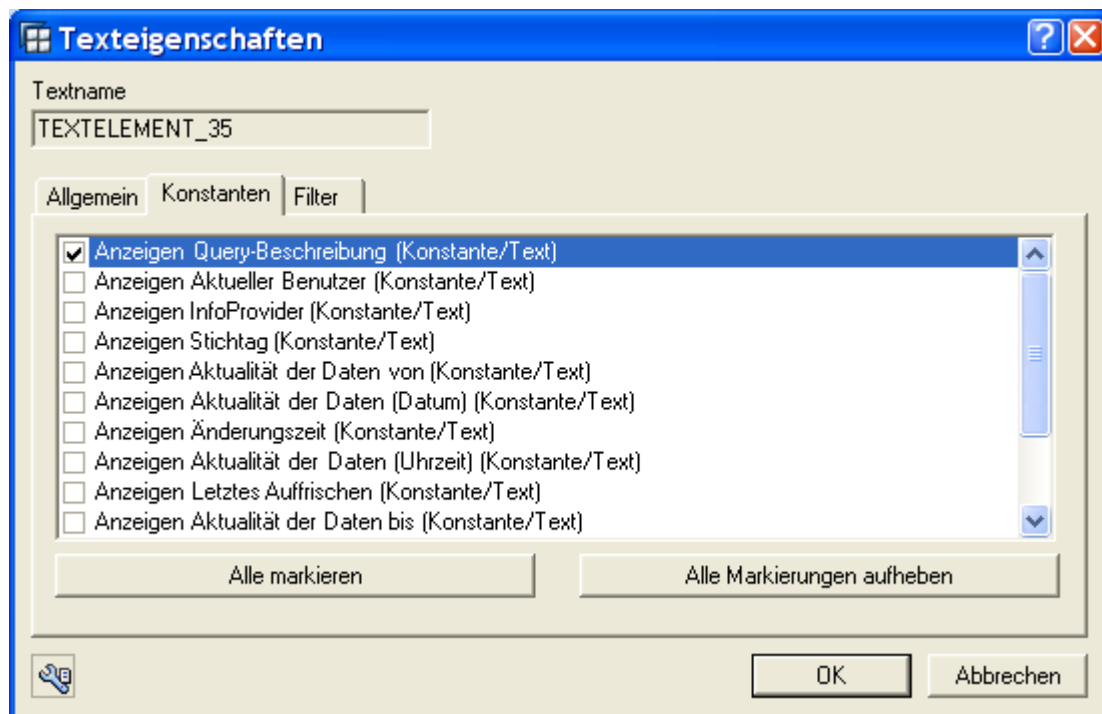 Texteigenschaften
Textname
TEXTELEMENT_35
Allgemein Konstanten Filter
Anzeigen Query-Beschreibung (Konstante/Text)
Anzeigen Aktueller Benutzer (Konstante/Text)
Anzeigen InfoProvider (Konstante/Text)
Anzeigen Stichtag (Konstante/Text)
Anzeigen Aktualität der Daten von (Konstante/Text)
Anzeigen Aktualität der Daten (Datum) (Konstante/Text)
Anzeigen Änderungszeit (Konstante/Text)
Anzeigen Aktualität der Daten (Uhrzeit) (Konstante/Text)
Anzeigen Letztes Auffrischen (Konstante/Text)
Anzeigen Aktualität der Daten bis (Konstante/Text)
Alle markieren Alle Markierungen aufheben
OK Abbrechen